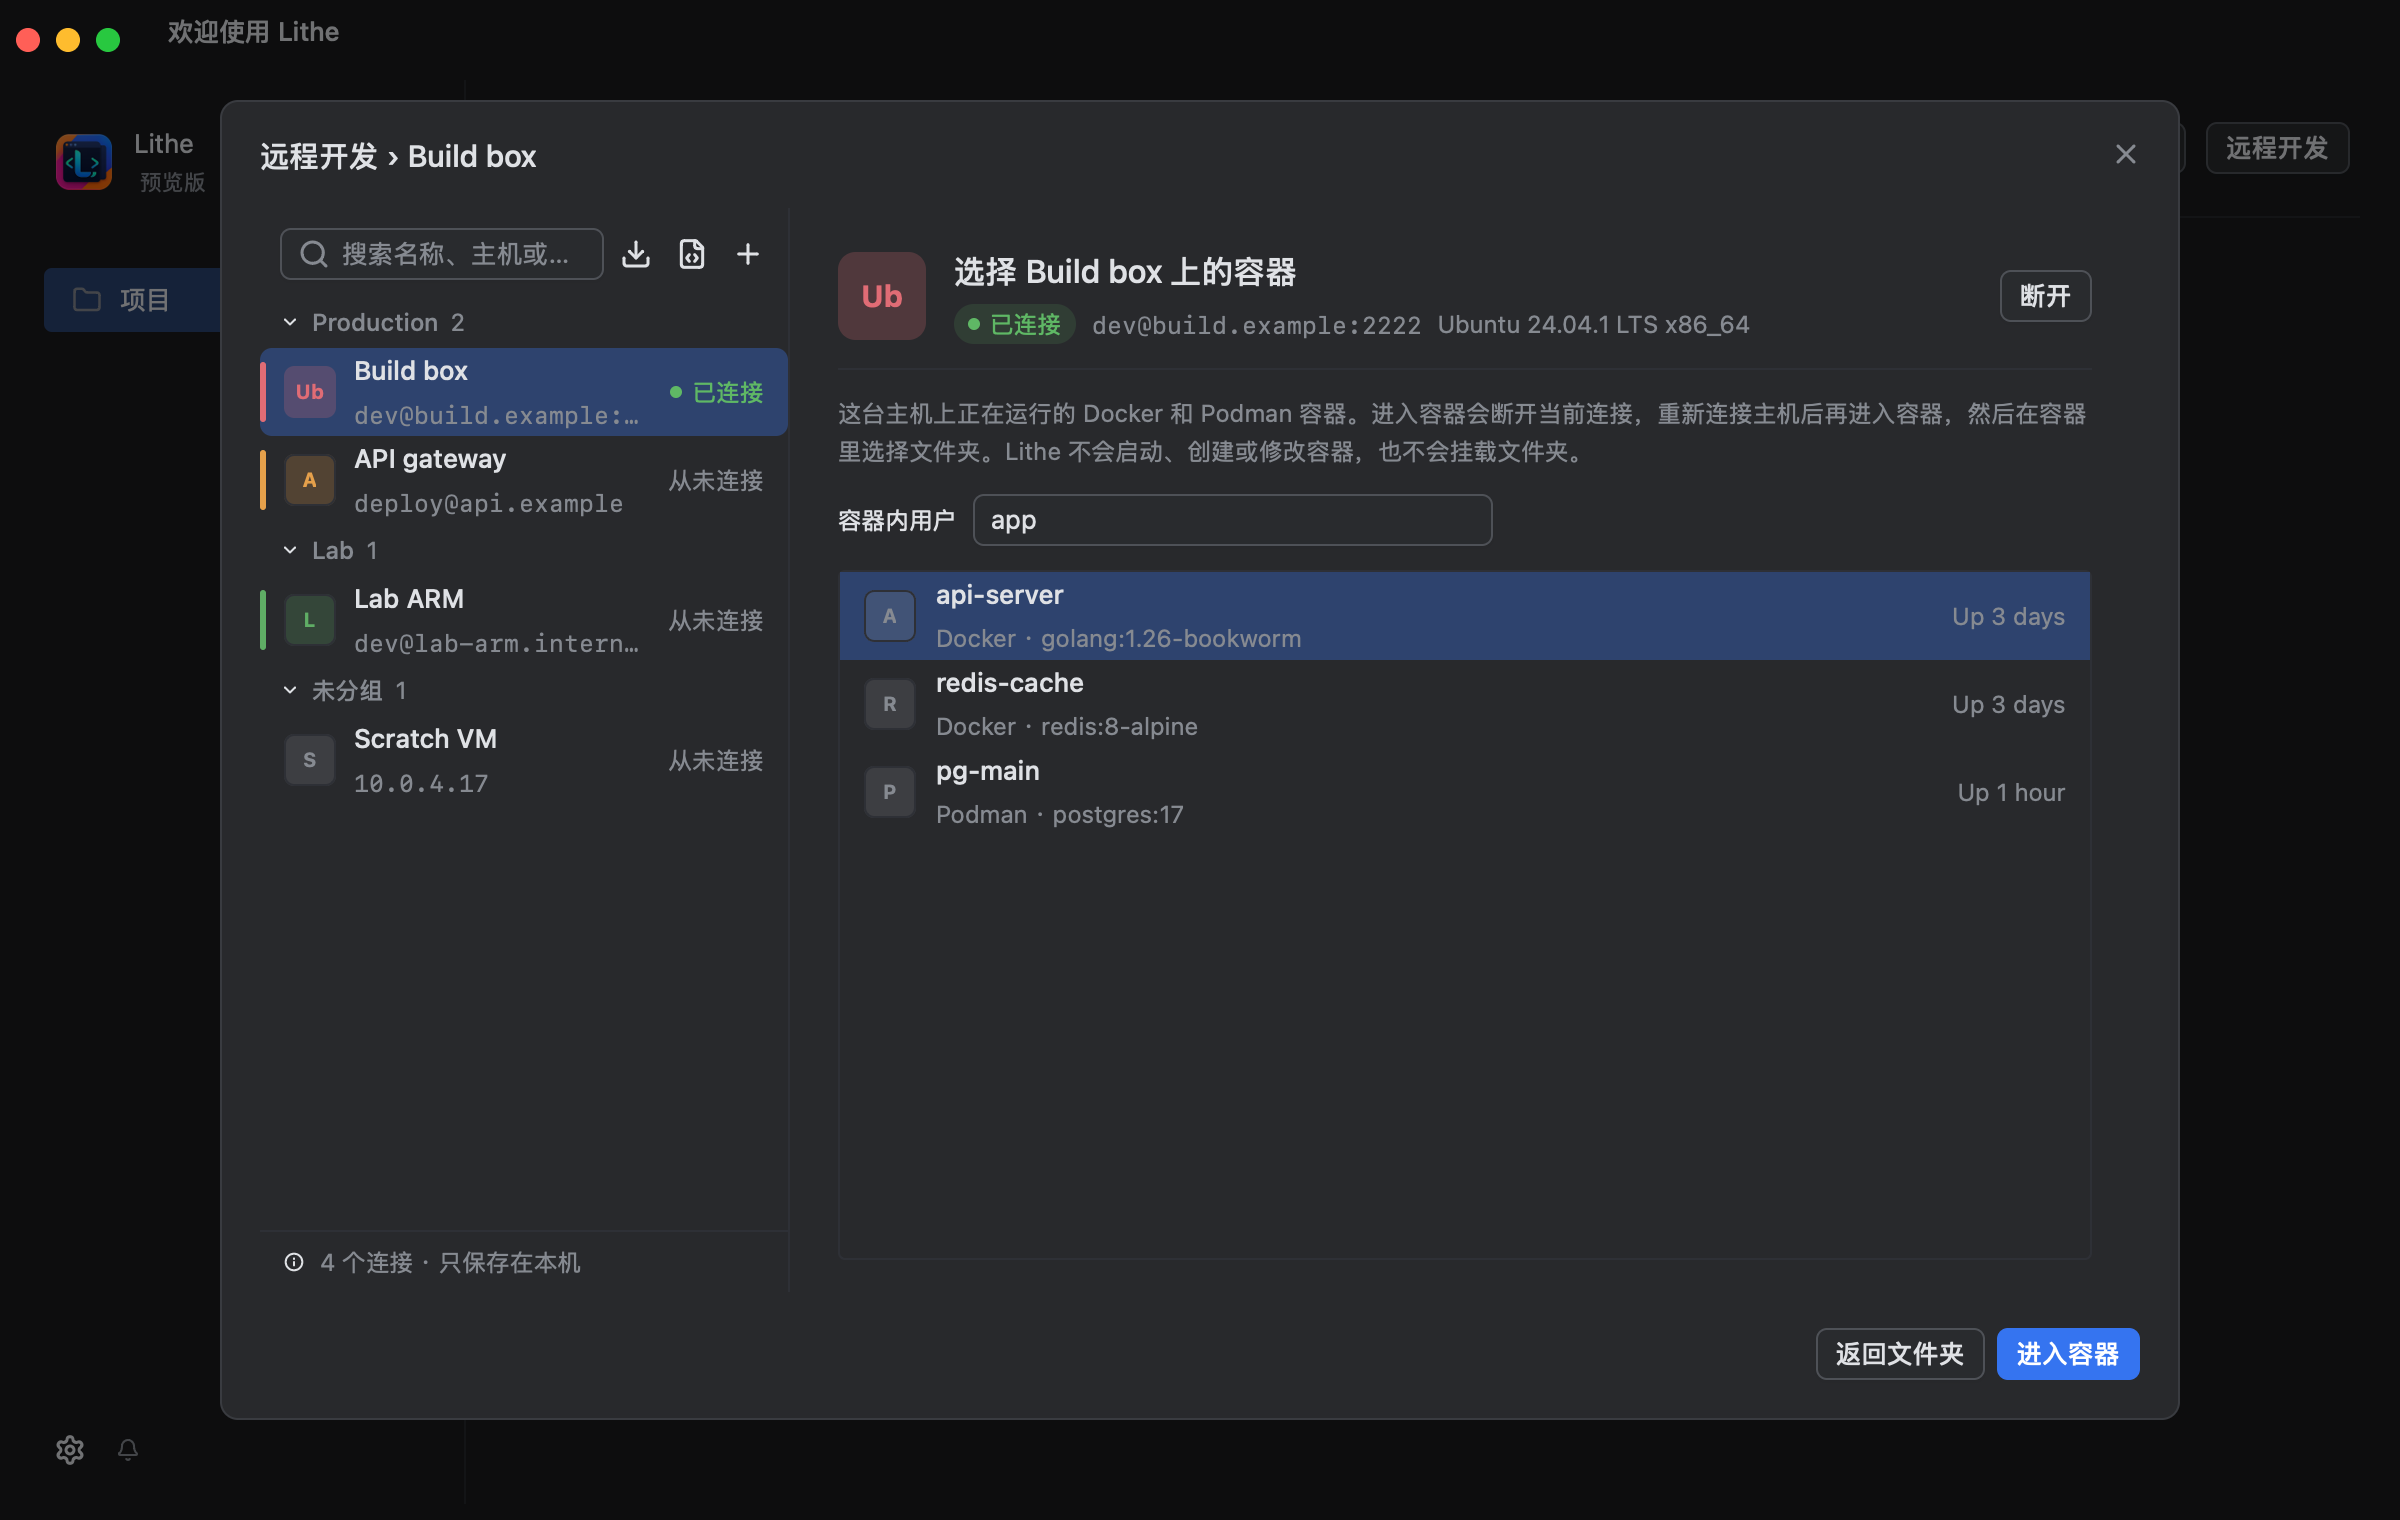 欢迎使用 Lithe
Lithe
预览版
远程开发
项目
远程开发 › Build box
搜索名称、主机或...
Production 2
Ub
Build box
dev@build.example:…
已连接
A
API gateway
deploy@api.example
从未连接
Lab 1
L
Lab ARM
dev@lab-arm.intern…
从未连接
未分组 1
S
Scratch VM
10.0.4.17
从未连接
4 个连接 · 只保存在本机
Ub
选择 Build box 上的容器
已连接 dev@build.example:2222 Ubuntu 24.04.1 LTS x86_64
断开
这台主机上正在运行的 Docker 和 Podman 容器。进入容器会断开当前连接，重新连接主机后再进入容器，然后在容器
里选择文件夹。Lithe 不会启动、创建或修改容器，也不会挂载文件夹。
容器内用户 app
A
api-server
Docker · golang:1.26-bookworm
Up 3 days
R
redis-cache
Docker · redis:8-alpine
Up 3 days
P
pg-main
Podman · postgres:17
Up 1 hour
返回文件夹
进入容器